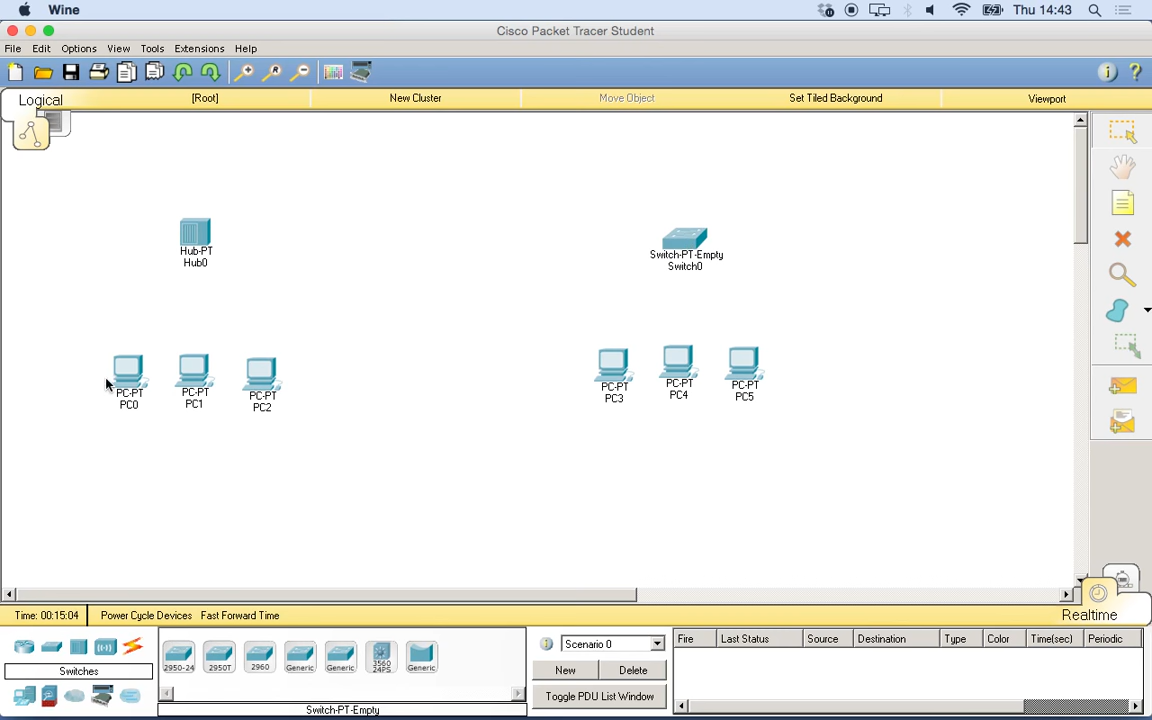 Wine
Thu 14:43
Cisco Packet Tracer Student
File Edit Options View Tools Extensions Help
Logical
[Root]
New Cluster
Move Object
Set Tiled Background
Viewport
Hub-PT
Hub0
Switch-PT-Empty
Switch0
PC-PT
PC0
PC-PT
PC1
PC-PT
PC2
PC-PT
PC3
PC-PT
PC4
PC-PT
PC5
Time: 00:15:04
Power Cycle Devices Fast Forward Time
Realtime
Switches
2950-24
2950T
2960
Generic
Generic
3560
24PS
Generic
Switch-PT-Empty
Scenario 0
New
Delete
Toggle PDU List Window
Fire Last Status Source Destination Type Color Time(sec) Periodic